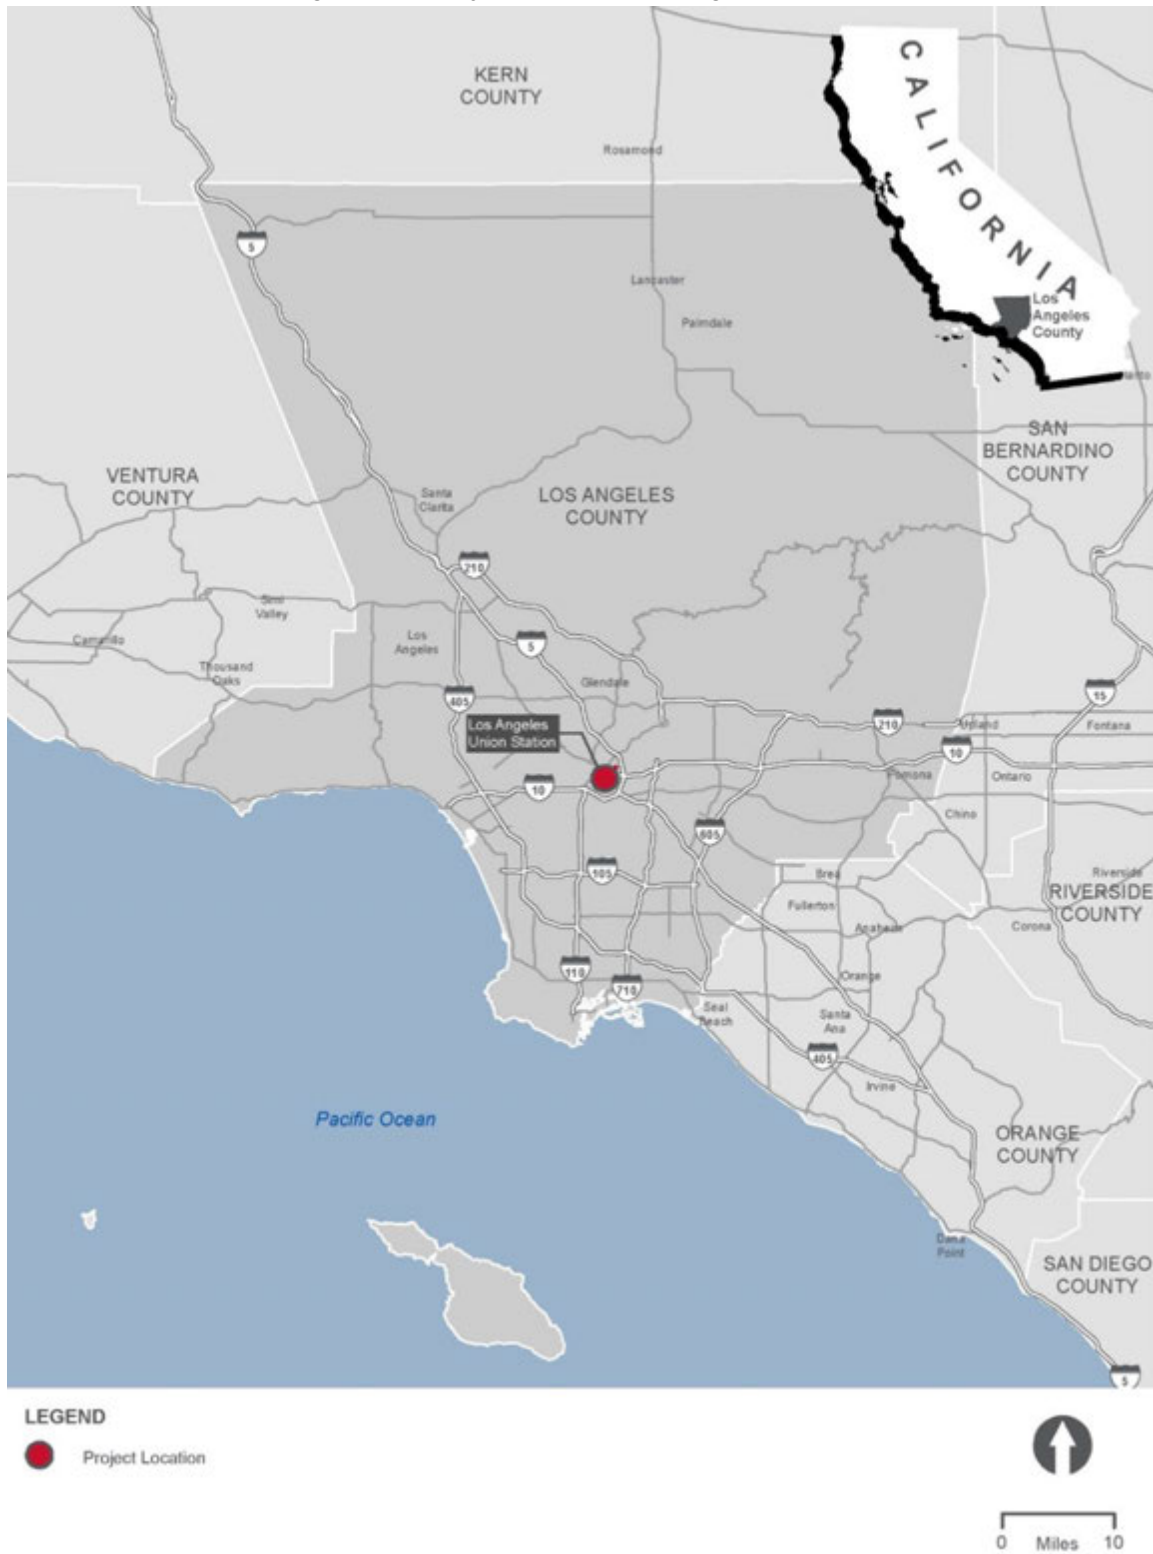 KERN
COUNTY
CALIFORNIA
Rosamond
5
Lancaster
Los
Angeles
County
Palmdale
SAN
BERNARDINO
COUNTY
VENTURA
COUNTY
Santa
Clarita
LOS ANGELES
COUNTY
210
Simi
Valley
Camarillo
Los
Angeles
5
Thousand
Oaks
Glendale
405
15
Los Angeles
Union Station
210
Upland
Fontana
10
Pomona
Ontario
10
Chino
605
105
Brea
Riverside
RIVERSIDE
COUNTY
Fullerton
Anaheim
Corona
110
710
Orange
Seal
Beach
Santa
Ana
405
Irvine
Pacific Ocean
ORANGE
COUNTY
Dana
Point
SAN DIEGO
COUNTY
5
LEGEND
Project Location
0 Miles 10